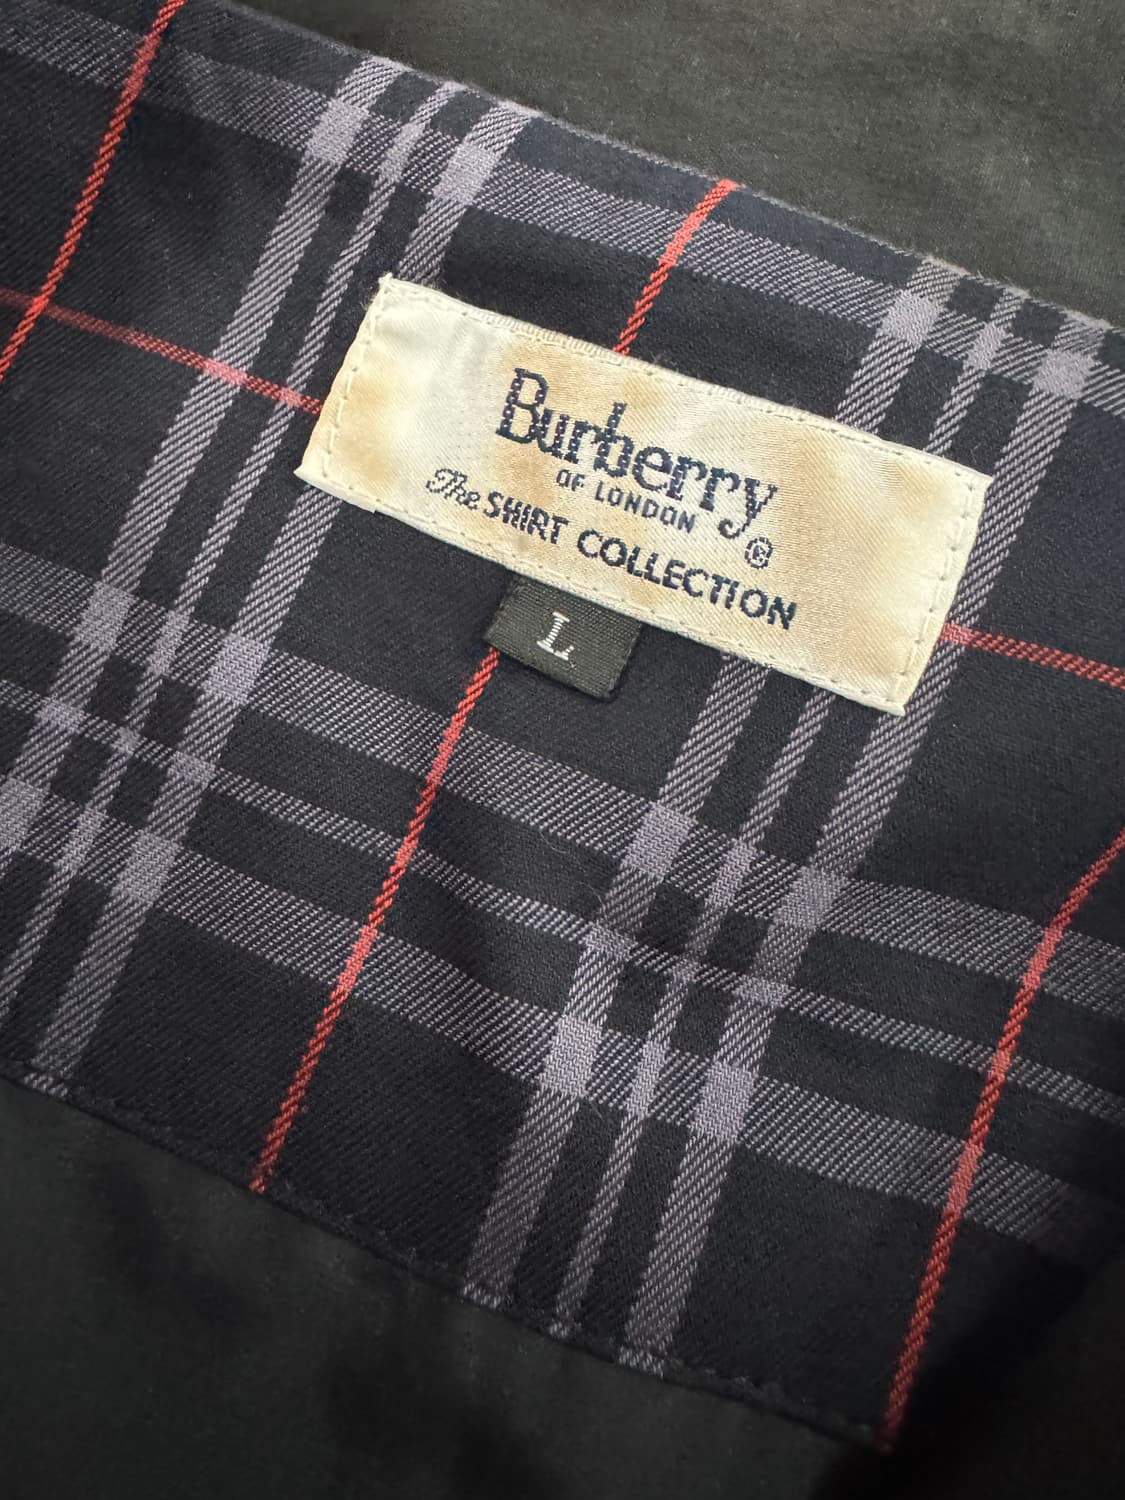 Burberry®
OF LONDON
The SHIRT COLLECTION
L